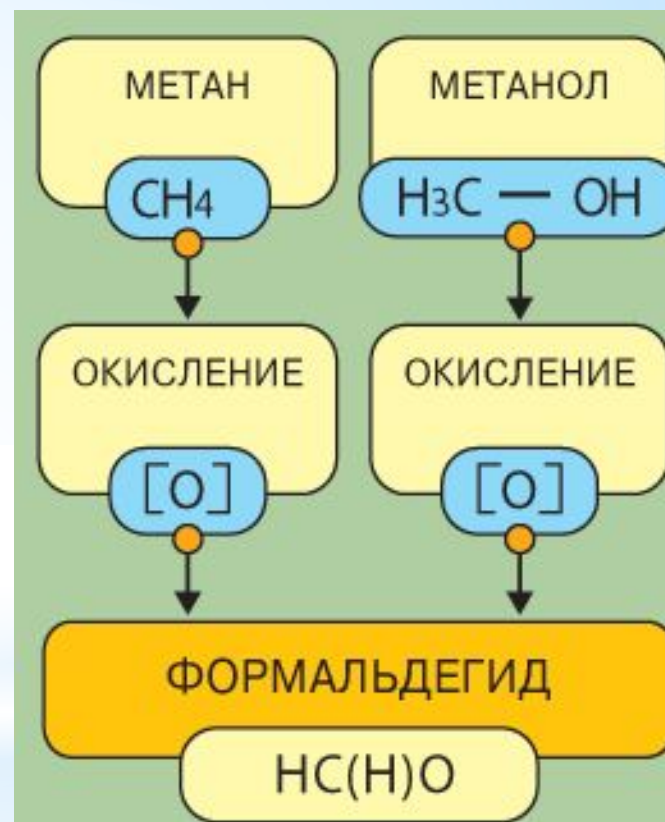 МЕТАН
CH4
ОКИСЛЕНИЕ
[O]
МЕТАНОЛ
H3C — OH
ОКИСЛЕНИЕ
[O]
ФОРМАЛЬДЕГИД
HC(H)O